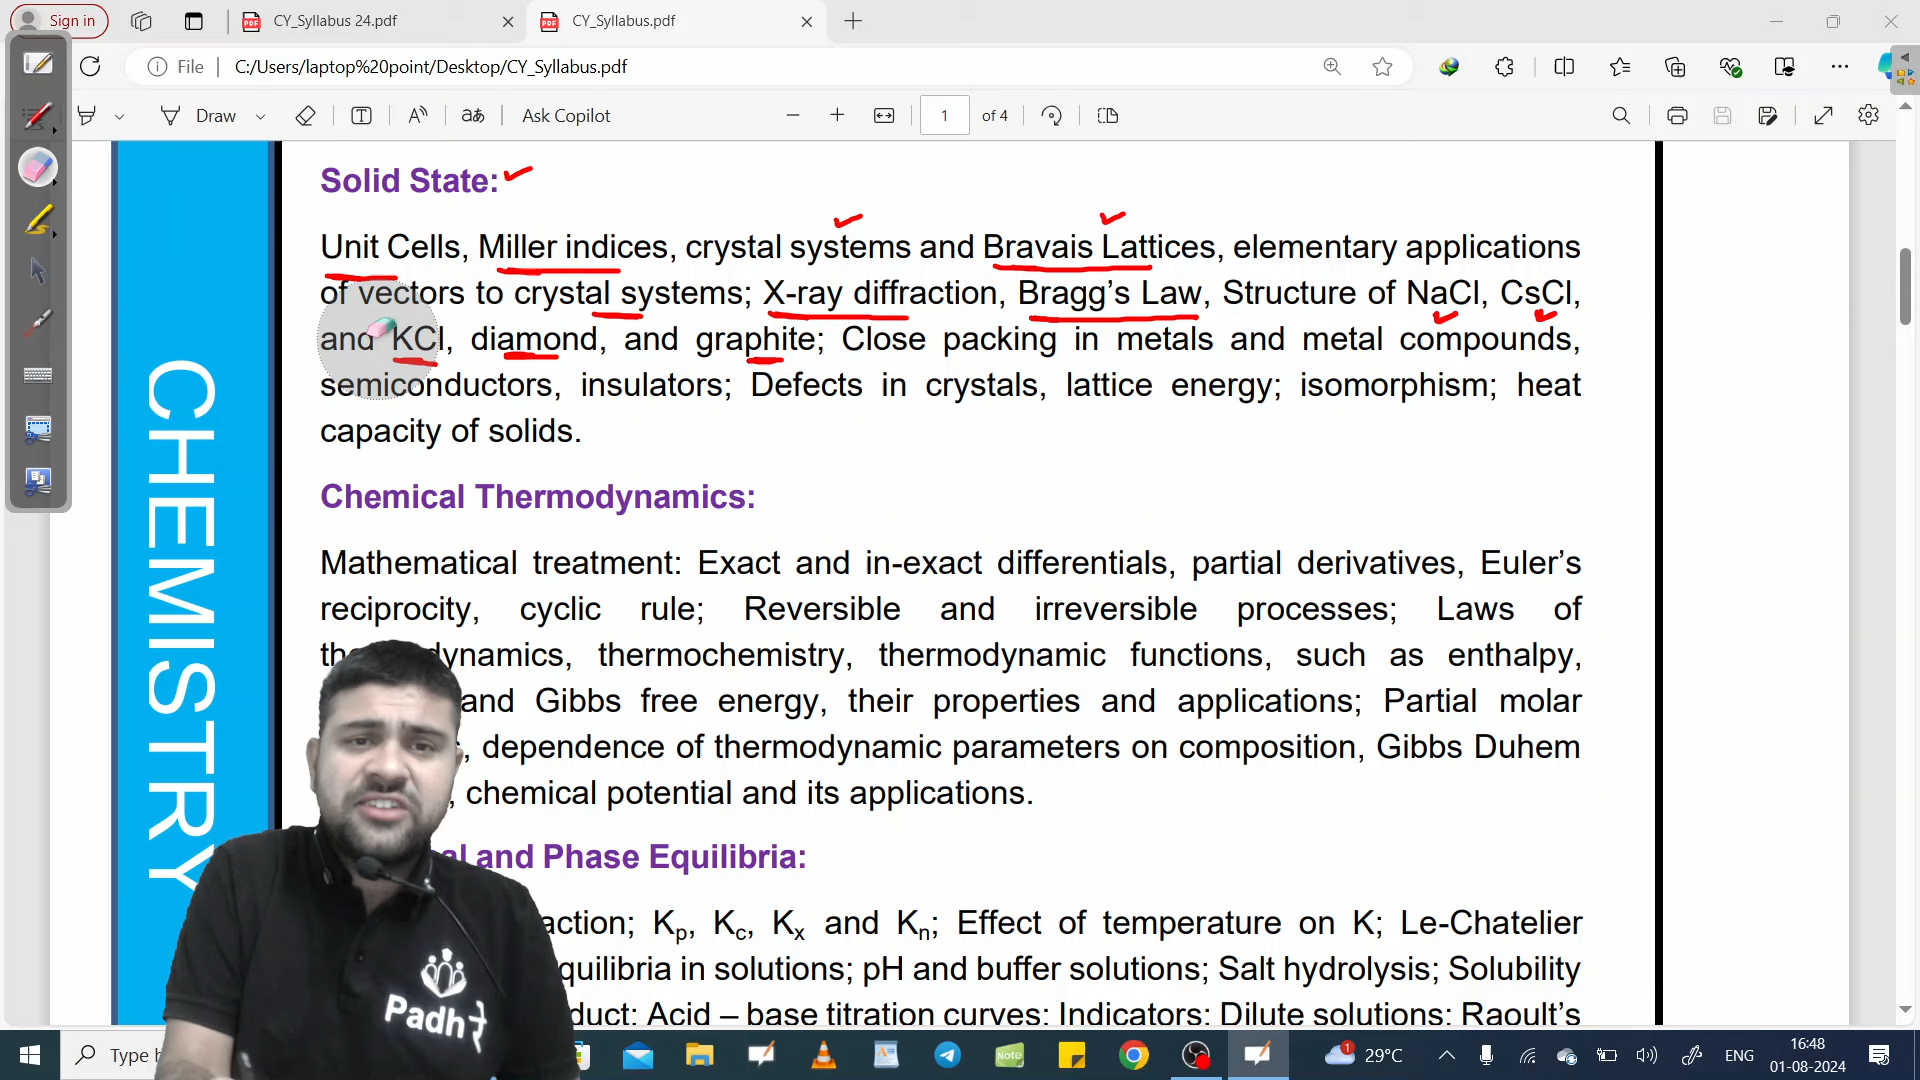 Sign in
CY_Syllabus 24.pdf
CY_Syllabus.pdf
File
C:/Users/laptop%20point/Desktop/CY_Syllabus.pdf
Draw
aあ
Ask Copilot
1
of 4
CHEMISTRY
Solid State:
Unit Cells, Miller indices, crystal systems and Bravais Lattices, elementary applications
of vectors to crystal systems; X-ray diffraction, Bragg's Law, Structure of NaCl, CsCl,
and KCl, diamond, and graphite; Close packing in metals and metal compounds,
semiconductors, insulators; Defects in crystals, lattice energy; isomorphism; heat
capacity of solids.
Chemical Thermodynamics:
Mathematical treatment: Exact and in-exact differentials, partial derivatives, Euler's
reciprocity, cyclic rule; Reversible and irreversible processes; Laws of
thermochemistry, thermodynamic functions, such as enthalpy,
and Gibbs free energy, their properties and applications; Partial molar
dependence of thermodynamic parameters on composition, Gibbs Duhem
chemical potential and its applications.
and Phase Equilibria:
Kp, Kc, Kx and Kn; Effect of temperature on K; Le-Chatelier
in solutions; pH and buffer solutions; Salt hydrolysis; Solubility
Acid – base titration curves; Indicators; Dilute solutions; Raoult's
Padhरे
Type
Note
1
29°C
ENG
16:48
01-08-2024